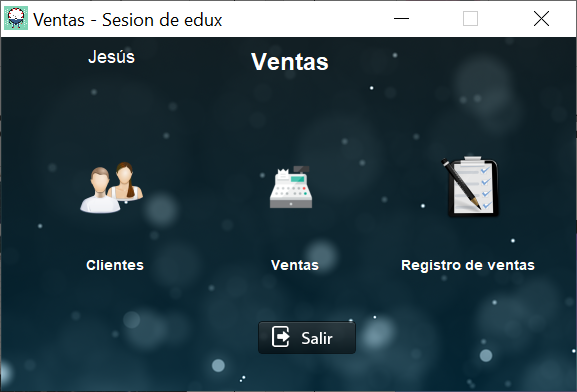 Ventas - Sesion de edux
Jesús
Ventas
Clientes
Ventas
Registro de ventas
Salir